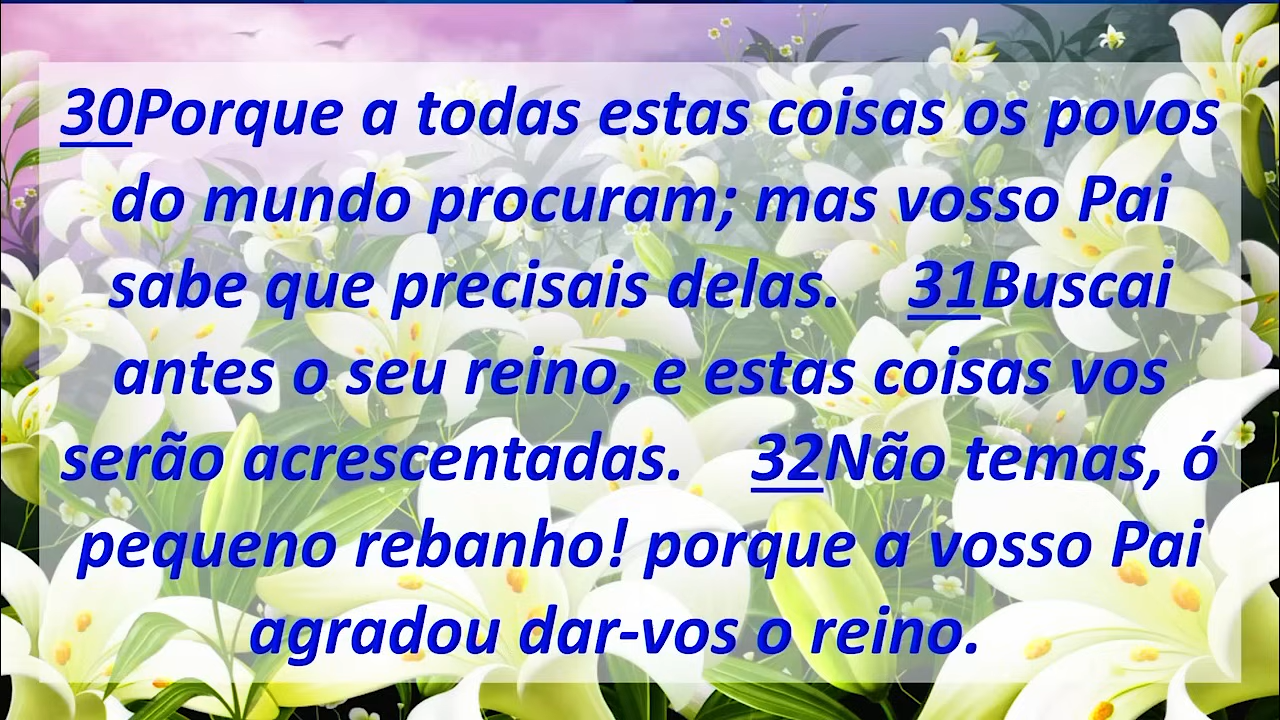 30Porque a todas estas coisas os povos
do mundo procuram; mas vosso Pai
sabe que precisais delas. 31Buscai
antes o seu reino, e estas coisas vos
serão acrescentadas. 32Não temas, ó
pequeno rebanho! porque a vosso Pai
agradou dar-vos o reino.